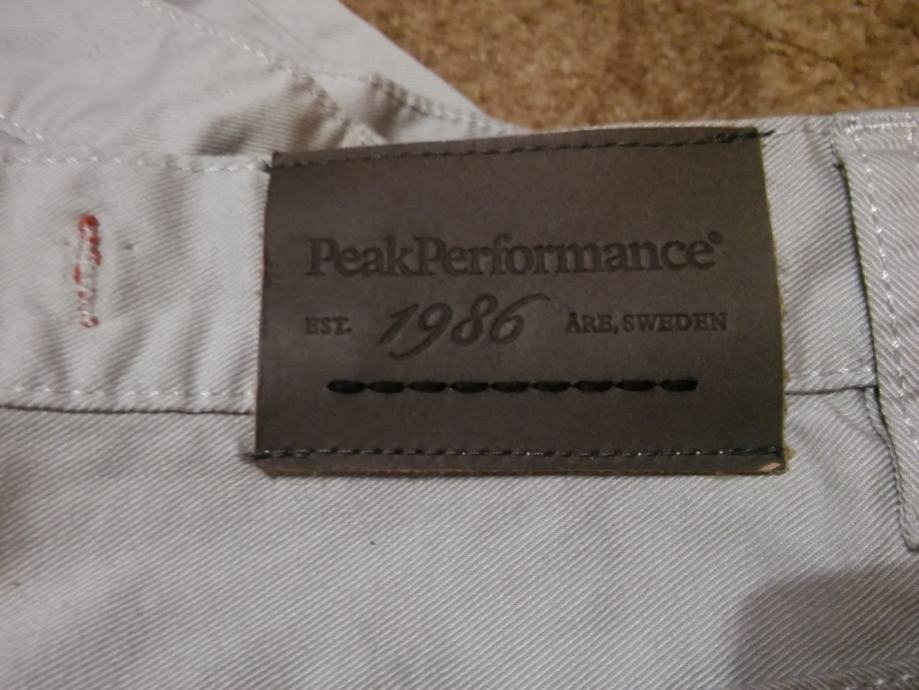 PeakPerformance®
EST. 1986 ÅRE, SWEDEN